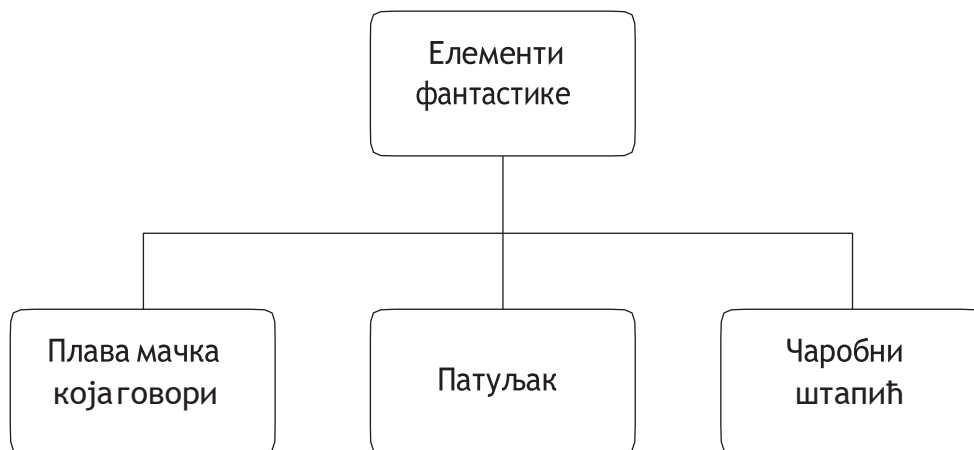 Елементи
фантастике
Плава мачка
која говори
Патуљак
Чаробни
штапић